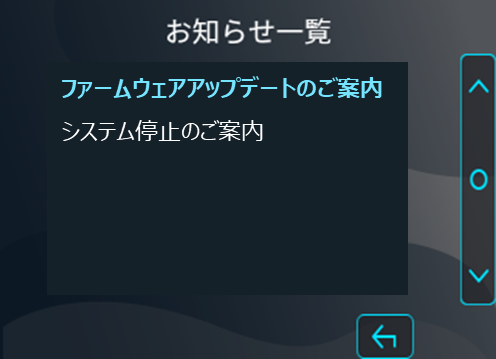 お知らせ一覧
ファームウェアアップデートのご案内
システム停止のご案内